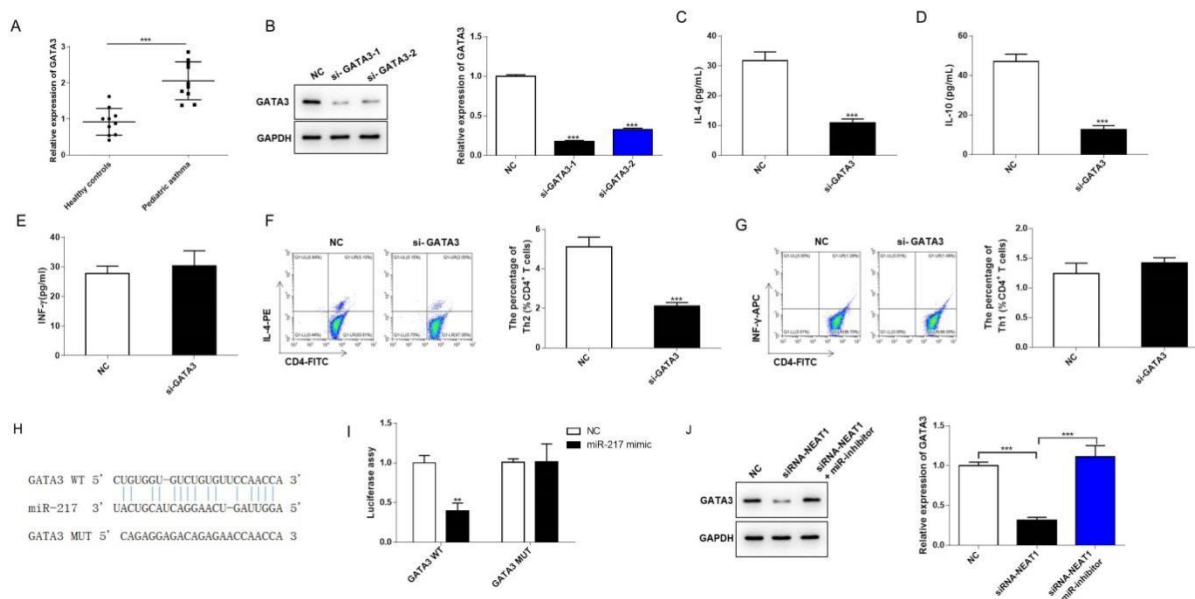 A
Relative expression of GATA3
3
2
1
0
***
Healthy controls
Pediatric asthma
B
NC
si-GATA3-1
si-GATA3-2
GATA3
GAPDH
Relative expression of GATA3
1.5
1.0
0.5
0.0
***
***
NC
si-GATA3-1
si-GATA3-2
C
IL-4 (pg/mL)
40
30
20
10
0
***
NC
si-GATA3
D
IL-10 (pg/mL)
60
40
20
0
***
NC
si-GATA3
E
INF-γ(pg/ml)
40
30
20
10
0
NC
si-GATA3
F
NC
si-GATA3
IL-4-PE
CD4-FITC
The percentage of
Th2 (%CD4⁺ T cells)
6
4
2
0
***
NC
si-GATA3
G
NC
si-GATA3
INF-γ-APC
CD4-FITC
The percentage of
Th1 (%CD4⁺ T cells)
2.0
1.5
1.0
0.5
0.0
NC
si-GATA3
H
GATA3 WT 5' CUGUGGU-GUCUGUGUUCCAACCA 3'
miR-217 3' UACUGCAUCAGGAACU-GAUUGGA 5'
GATA3 MUT 5' CAGAGGAGACAGAGAACCAACCA 3
I
NC
miR-217 mimic
Luciferase assy
1.5
1.0
0.5
0.0
**
GATA3 WT
GATA3 MUT
J
NC
siRNA-NEAT1
siRNA-NEAT1
+ miR-inhibitor
GATA3
GAPDH
Relative expression of GATA3
1.5
1.0
0.5
0.0
***
***
NC
siRNA-NEAT1
siRNA-NEAT1
miR-inhibitor